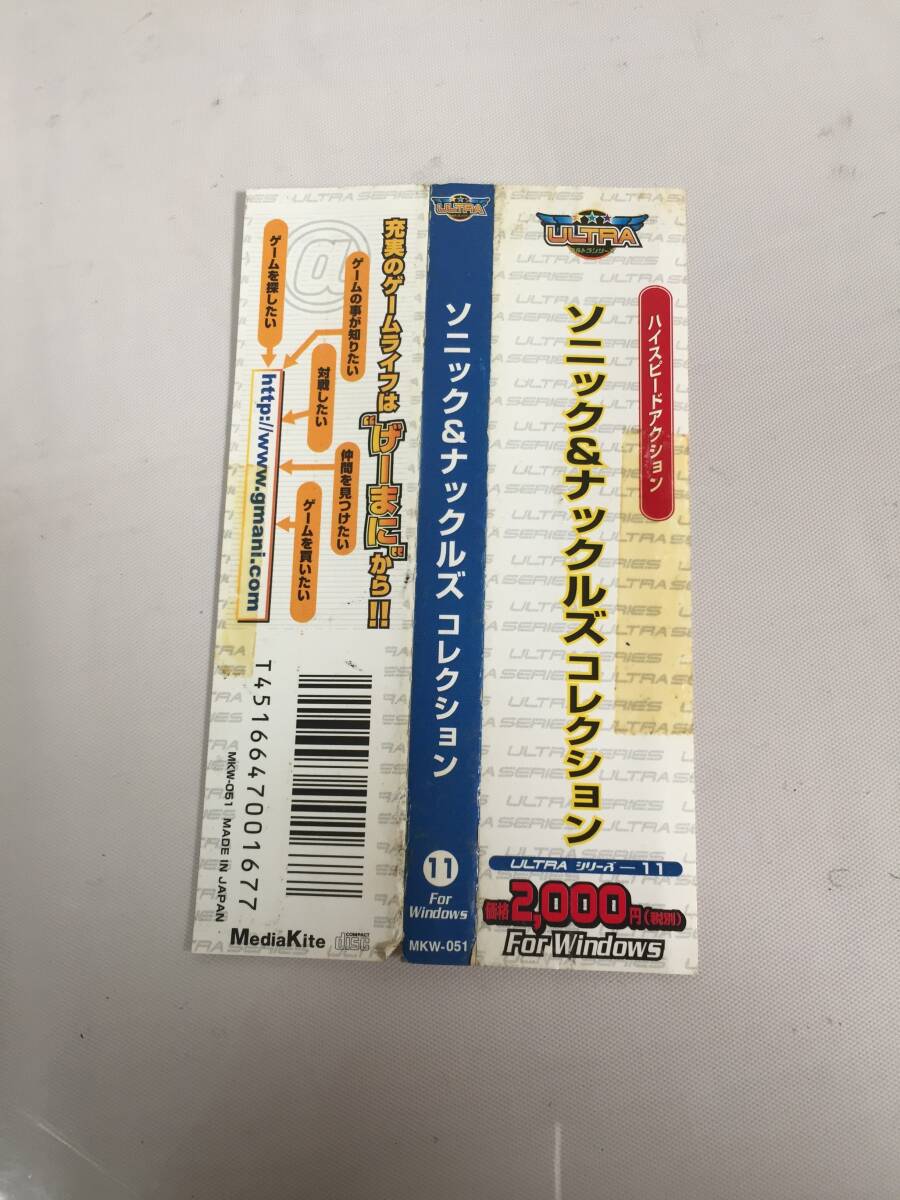 ULTRA
ウルトラシリーズ
ハイスピードアクション
ソニック&ナックルズ コレクション
ULTRA シリーズ — 11
価格2,000円(税別)
For Windows
ULTRA
ソニック&ナックルズ コレクション
11
For
Windows
MKW-051
充実のゲームライフは
“げーまに”から!!
@
ゲームの事が知りたい
ゲームを探したい
対戦したい
仲間を見つけたい
ゲームを買いたい
http://www.gmani.com
T4516647001677
MKW-051 MADE IN JAPAN
MediaKite
COMPACT
disc
ULTRA SERIES